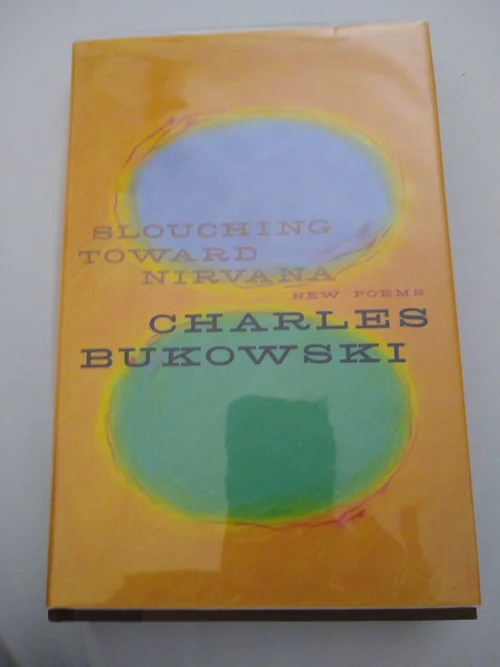 SLOUCHING
TOWARD
NIRVANA
NEW POEMS
CHARLES
BUKOWSKI